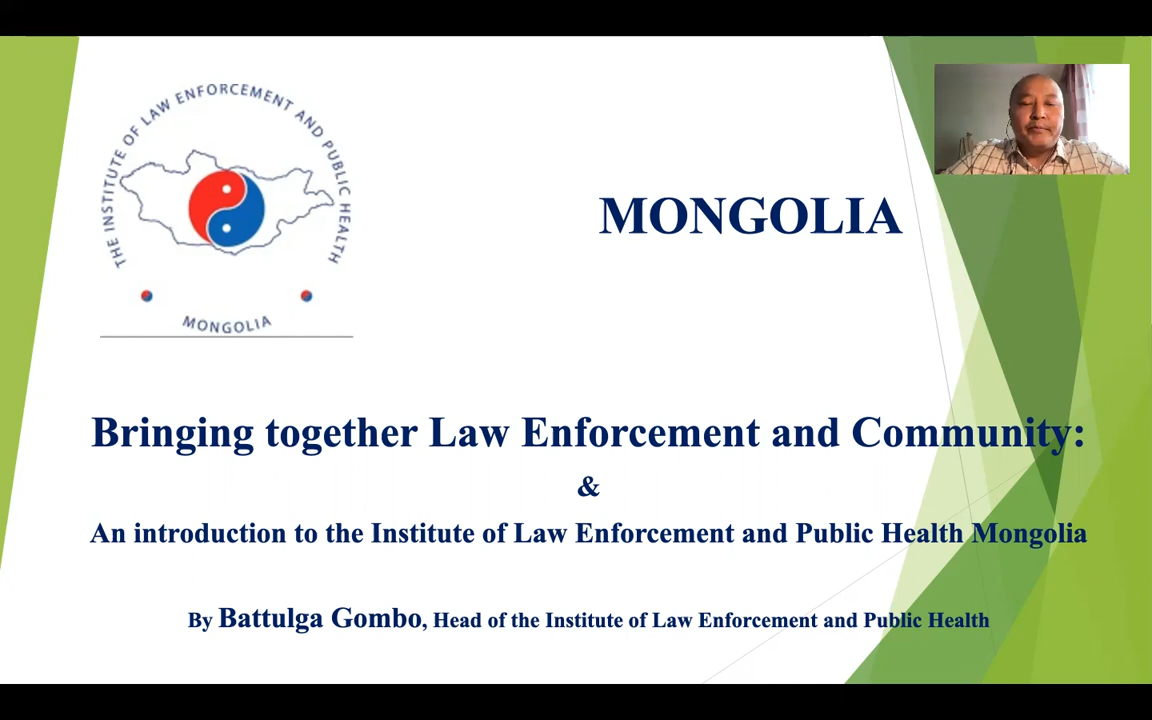 THE INSTITUTE OF LAW ENFORCEMENT AND PUBLIC HEALTH
MONGOLIA
MONGOLIA
Bringing together Law Enforcement and Community:
&
An introduction to the Institute of Law Enforcement and Public Health Mongolia
By Battulga Gombo, Head of the Institute of Law Enforcement and Public Health